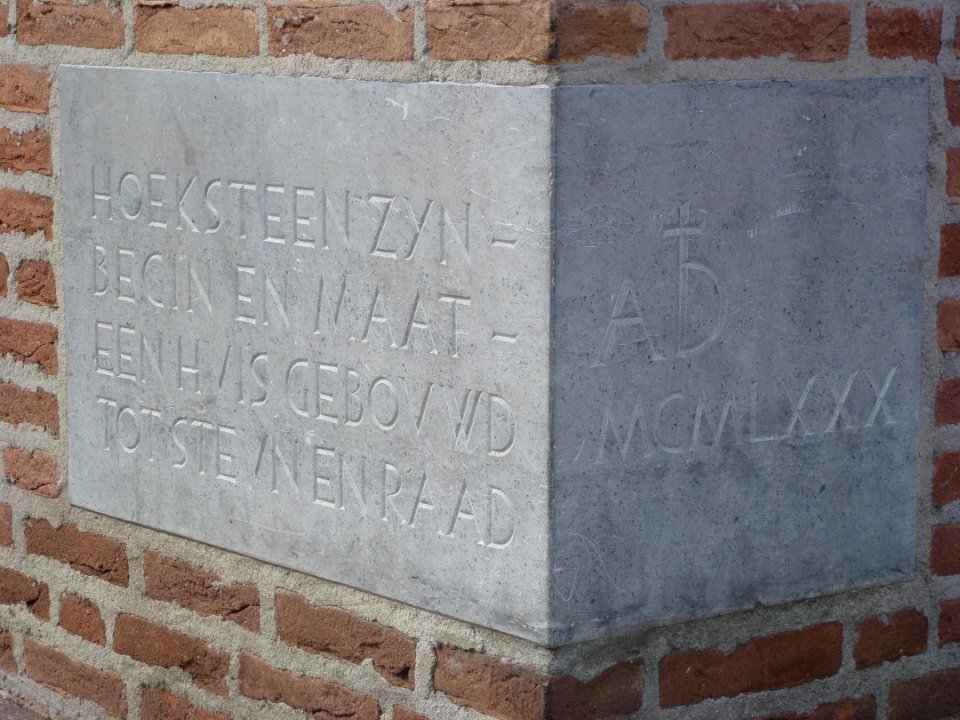 HOEKSTEEN ZYN -
BEGIN EN MAAT -
EEN HVIS GEBOVWD
TOT STEVN EN RAAD
AD
MCMLXXX